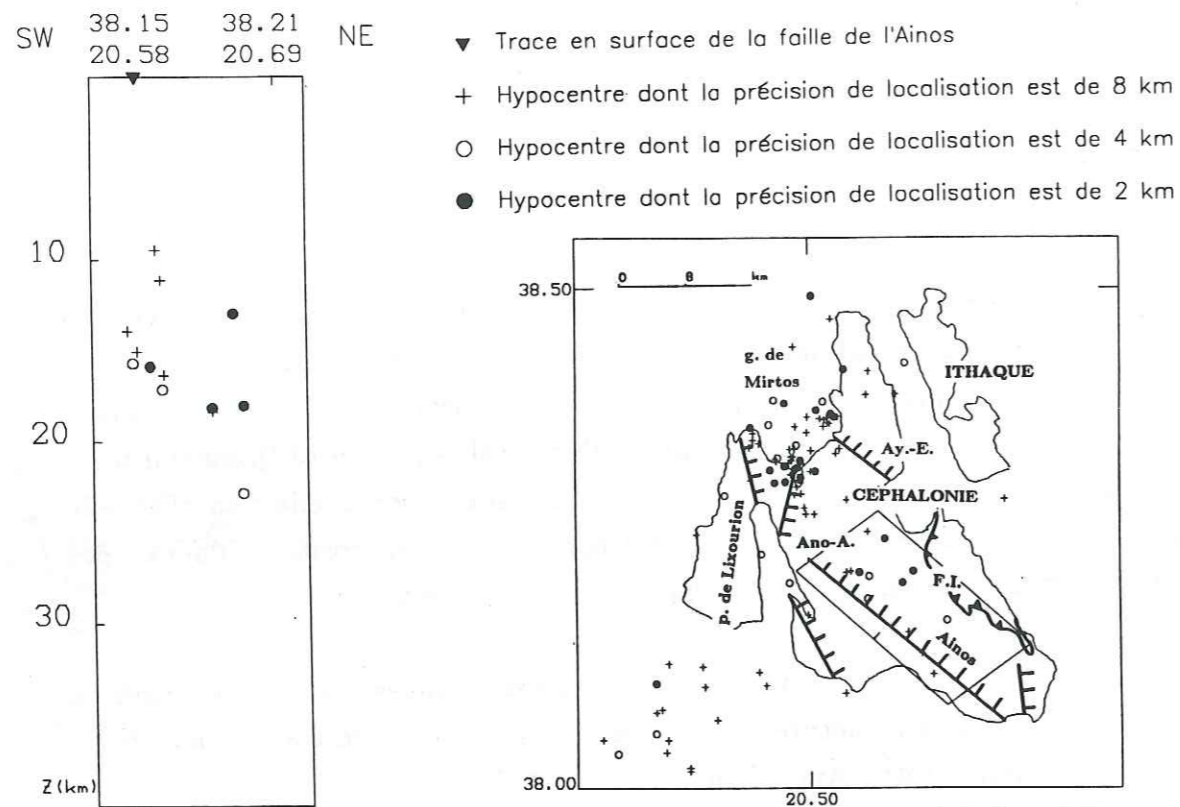 SW 38.15 38.21 NE
20.58 20.69
10
20
30
Z(km)
Trace en surface de la faille de l'Ainos
Hypocentre dont la précision de localisation est de 8 km
Hypocentre dont la précision de localisation est de 4 km
Hypocentre dont la précision de localisation est de 2 km
0 8 km
38.50
g. de
Mirtos
ITHAQUE
Ay.-E.
CEPHALONIE
Ano-A.
p. de Lixourion
F.I.
Ainos
38.00
20.50